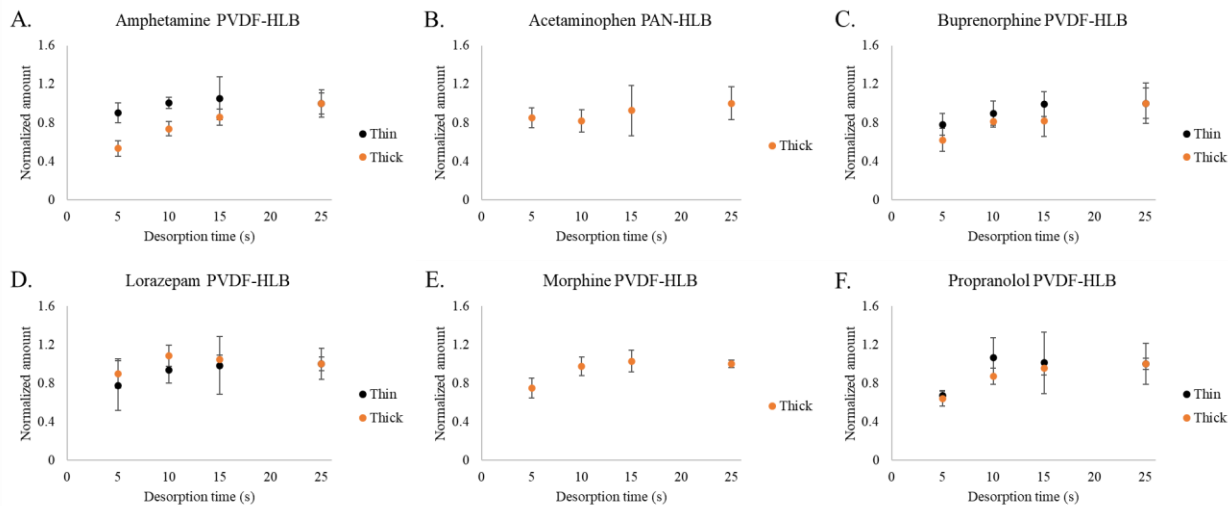 A.
Amphetamine PVDF-HLB
Normalized amount
1.6
1.2
0.8
0.4
0
0 5 10 15 20 25
Desorption time (s)
Thin
Thick
B.
Acetaminophen PAN-HLB
Normalized amount
1.6
1.2
0.8
0.4
0
0 5 10 15 20 25
Desorption time (s)
Thick
C.
Buprenorphine PVDF-HLB
Normalized amount
1.6
1.2
0.8
0.4
0
0 5 10 15 20 25
Desorption time (s)
Thin
Thick
D.
Lorazepam PVDF-HLB
Normalized amount
1.6
1.2
0.8
0.4
0
0 5 10 15 20 25
Desorption time (s)
Thin
Thick
E.
Morphine PVDF-HLB
Normalized amount
1.6
1.2
0.8
0.4
0
0 5 10 15 20 25
Desorption time (s)
Thick
F.
Propranolol PVDF-HLB
Normalized amount
1.6
1.2
0.8
0.4
0
0 5 10 15 20 25
Desorption time (s)
Thin
Thick